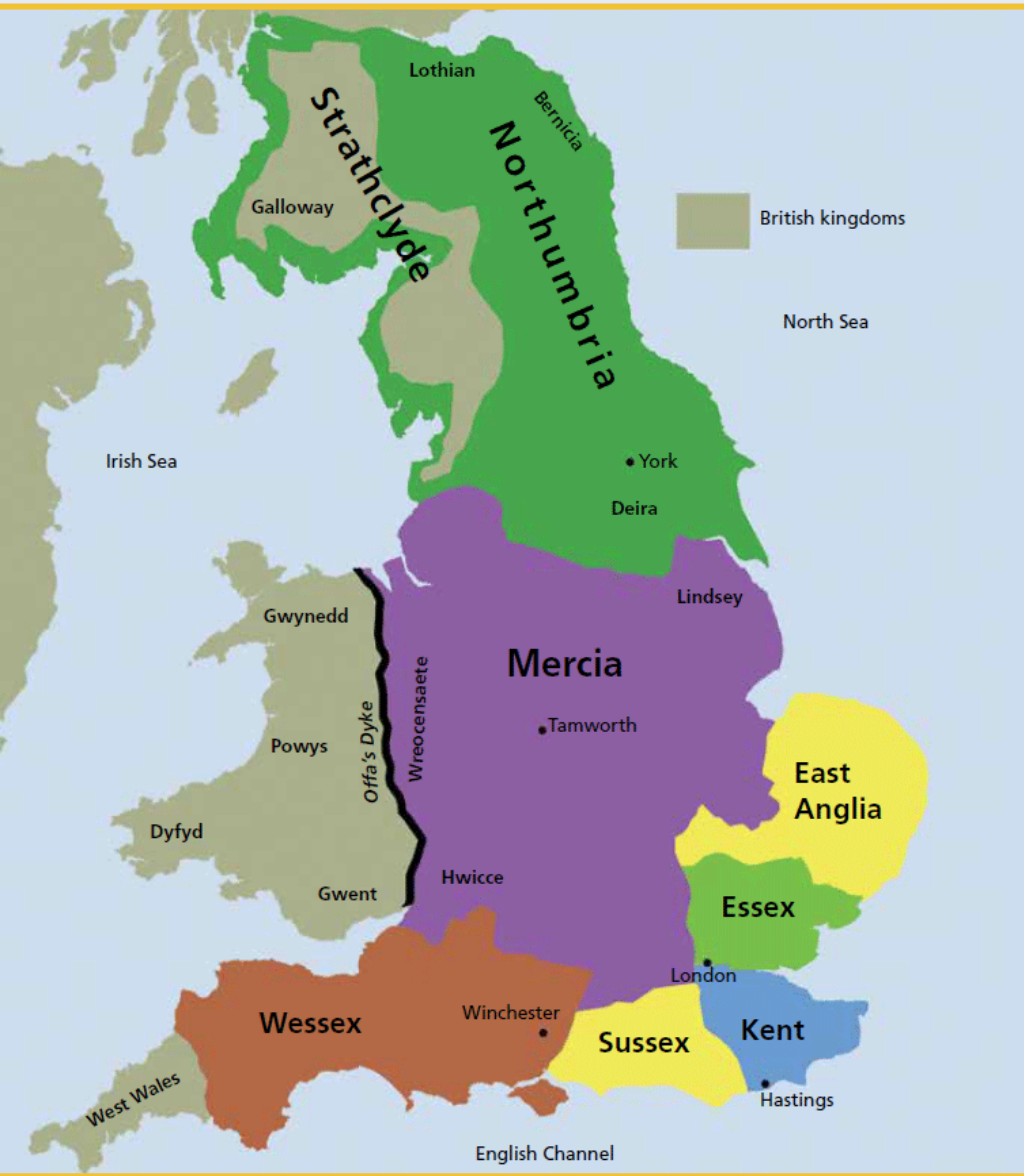 Lothian
Bernicia
Strathclyde
Northumbria
Galloway
British kingdoms
North Sea
Irish Sea
York
Deira
Lindsey
Gwynedd
Mercia
Wreocensaete
Offa's Dyke
Tamworth
Powys
East
Anglia
Dyfyd
Hwicce
Gwent
Essex
London
Winchester
Wessex
Sussex
Kent
West Wales
Hastings
English Channel